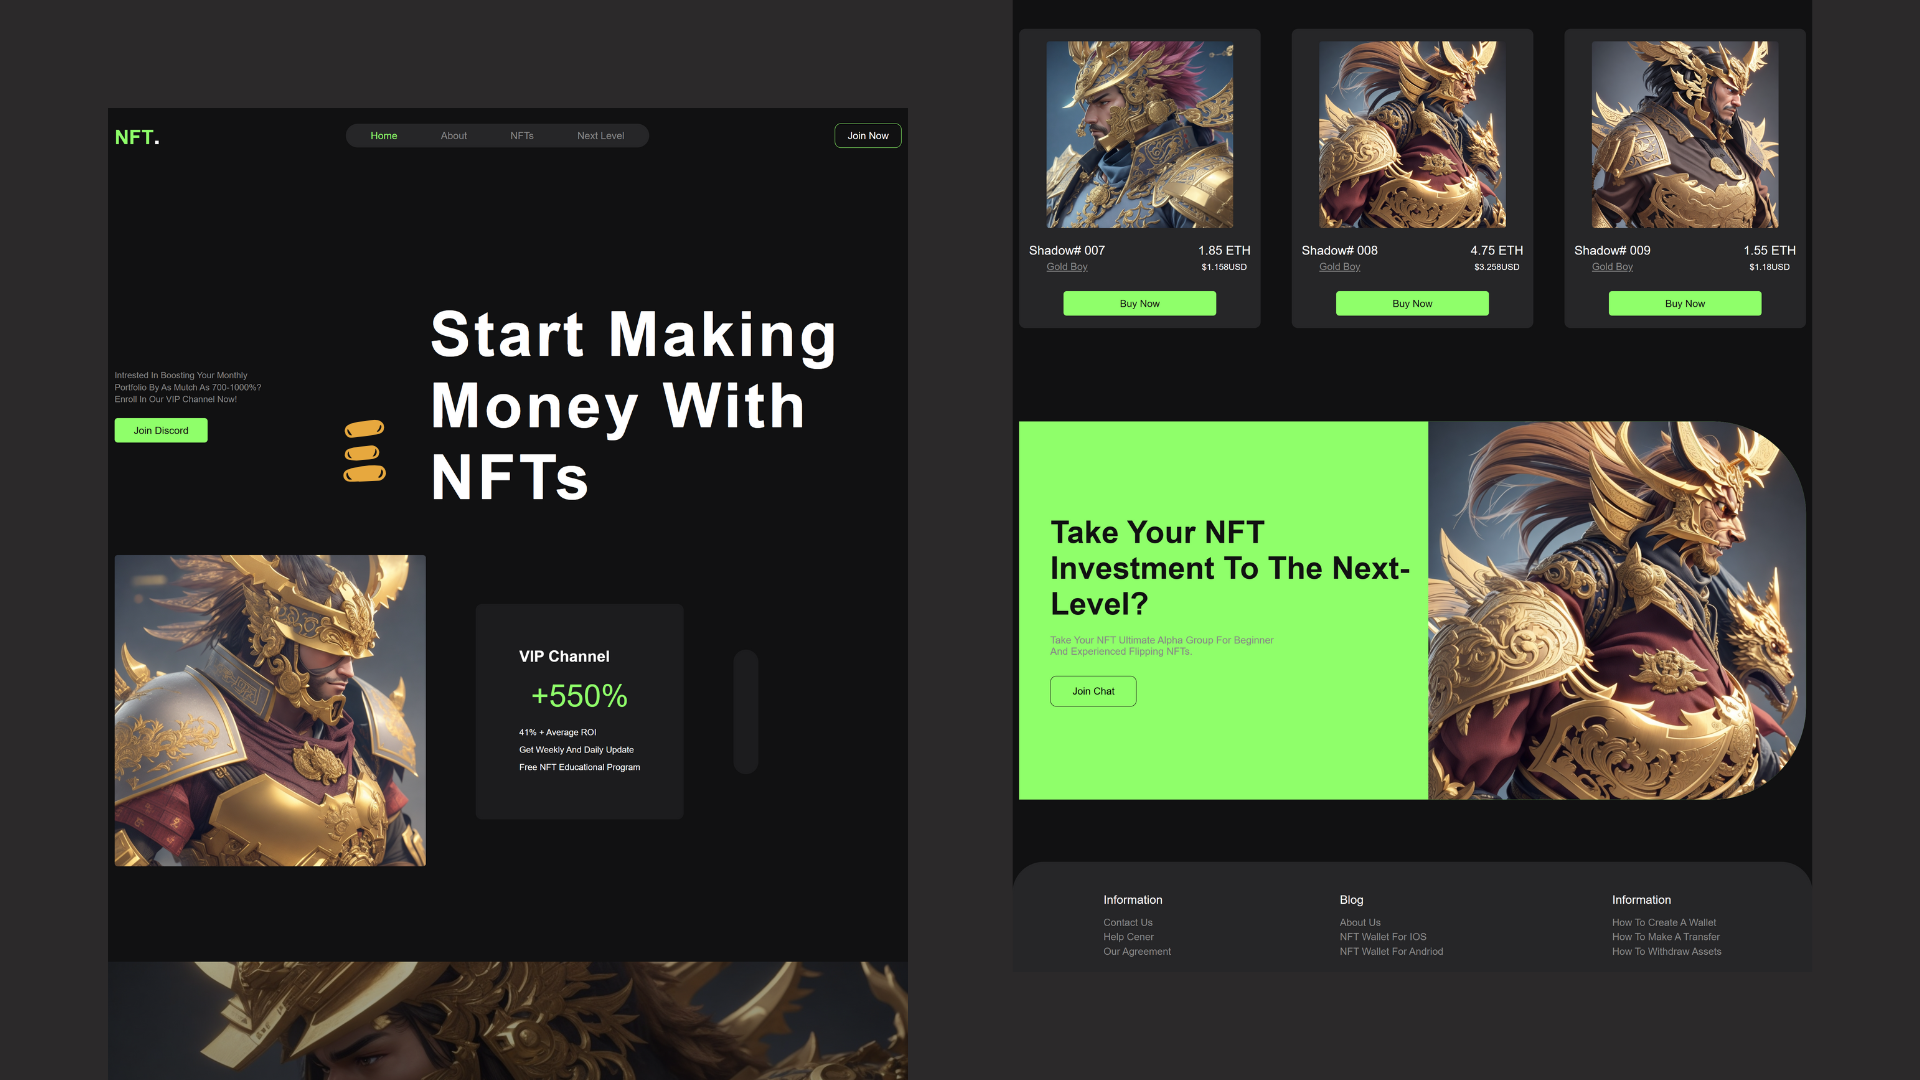 NFT.
Home About NFTs Next Level
Join Now
Start Making
Money With
NFTs
Intrested In Boosting Your Monthly
Portfolio By As Mutch As 700-1000%?
Enroll In Our VIP Channel Now!
Join Discord
VIP Channel
+550%
41% + Average ROI
Get Weekly And Daily Update
Free NFT Educational Program
Shadow# 007 1.85 ETH
Gold Boy $1.158USD
Buy Now
Shadow# 008 4.75 ETH
Gold Boy $3.258USD
Buy Now
Shadow# 009 1.55 ETH
Gold Boy $1.18USD
Buy Now
Take Your NFT
Investment To The Next-
Level?
Take Your NFT Ultimate Alpha Group For Beginner
And Experienced Flipping NFTs.
Join Chat
Information
Contact Us
Help Cener
Our Agreement
Blog
About Us
NFT Wallet For IOS
NFT Wallet For Andriod
Information
How To Create A Wallet
How To Make A Transfer
How To Withdraw Assets